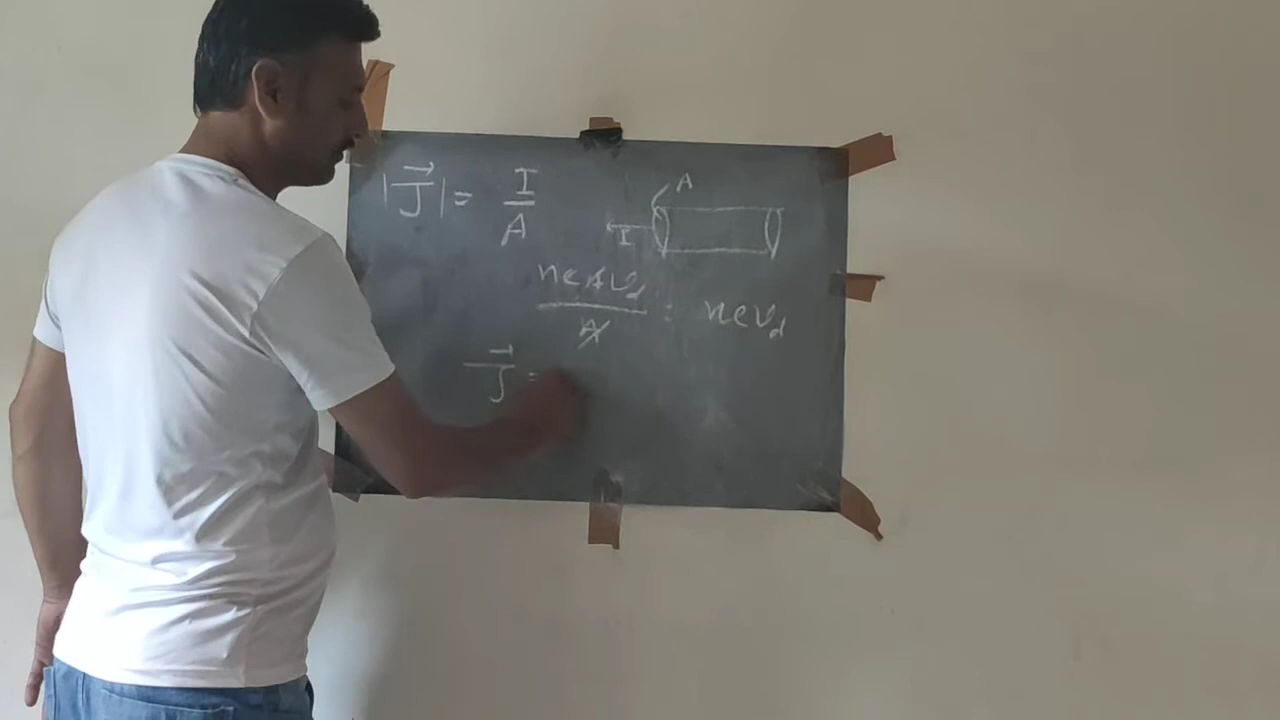 |J⃗| = I/A
A
I
neAv_d/A = nev_d
J⃗ =